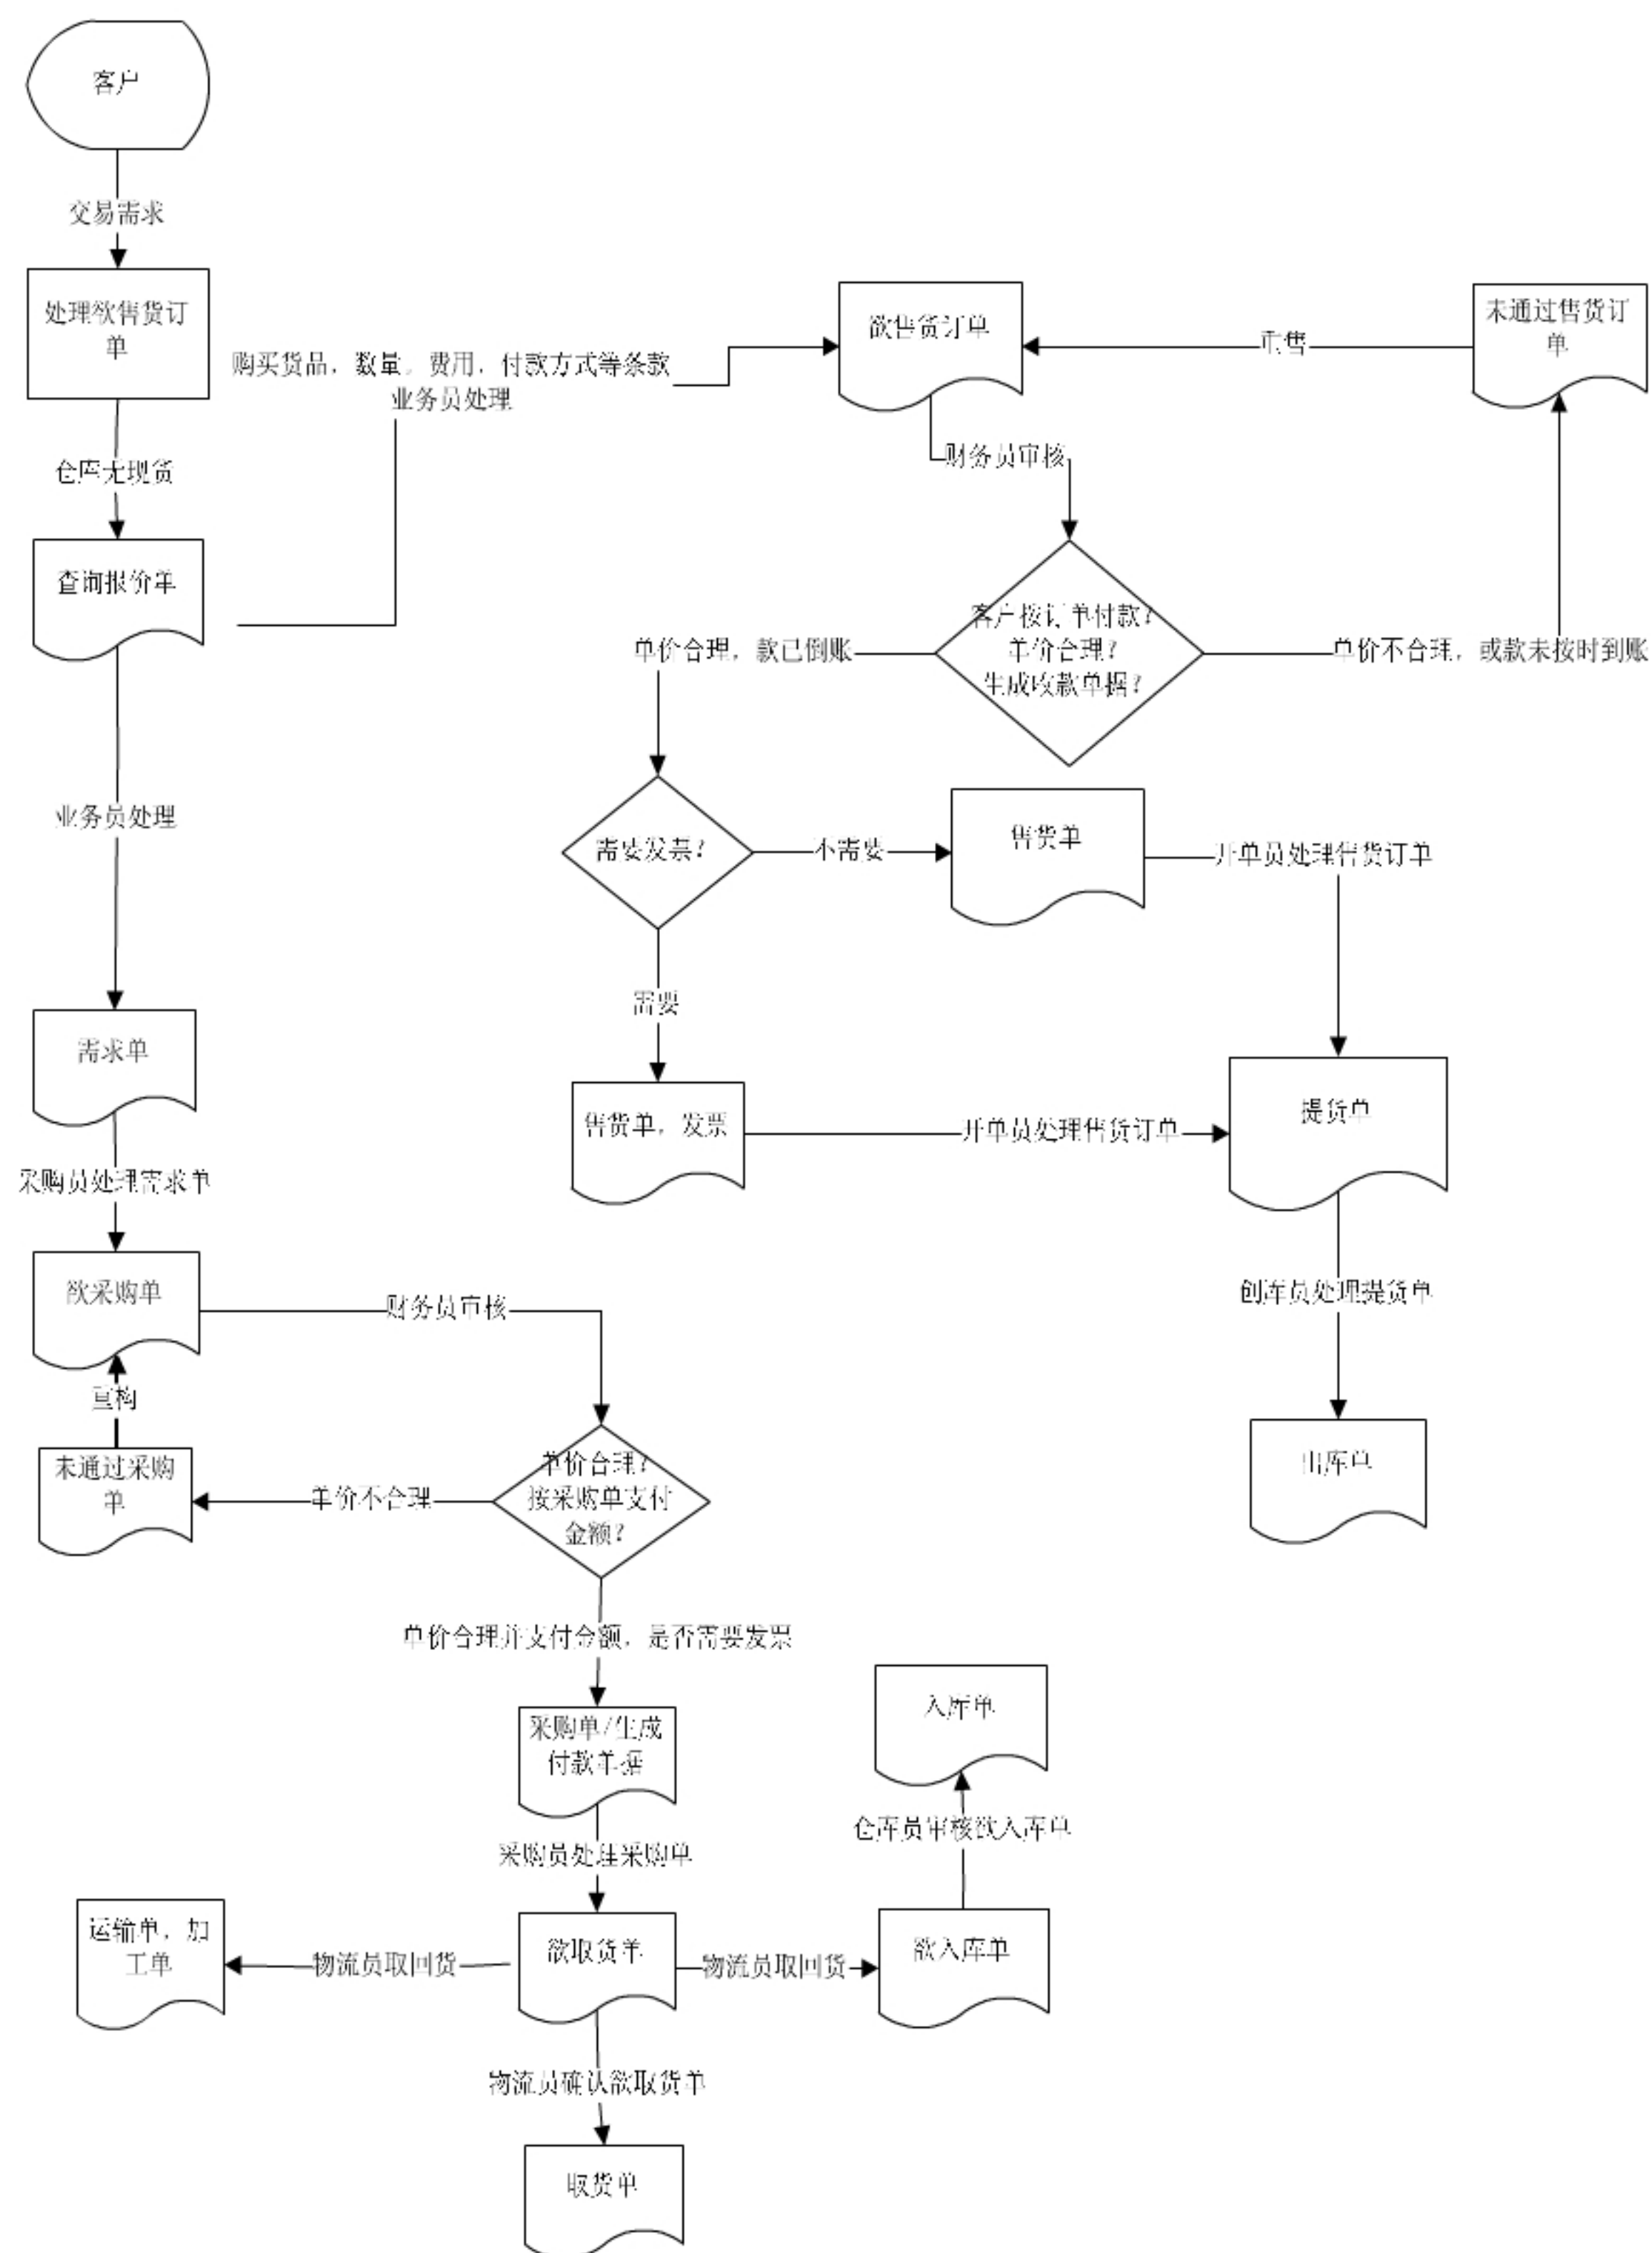 客户
交易需求
处理欲售货订
单
仓库无现货
查询报价单
购买货品，数量，费用，付款方式等条款
业务员处理
欲售货订单
重售
未通过售货订
单
财务员审核
客户按订单付款？
单价合理？
生成收款单据？
单价合理，款已倒账
单价不合理，或款未按时到账
业务员处理
需要发票？
不需要
售货单
开单员处理售货订单
需要
需求单
售货单，发票
开单员处理售货订单
提货单
采购员处理需求单
欲采购单
财务员审核
创库员处理提货单
重构
未通过采购
单
单价不合理
单价合理？
按采购单支付
金额？
出库单
单价合理并支付金额，是否需要发票
采购单/生成
付款单据
入库单
采购员处理采购单
仓库员审核欲入库单
运输单，加
工单
物流员取回货
欲取货单
物流员取回货
欲入库单
物流员确认欲取货单
取货单